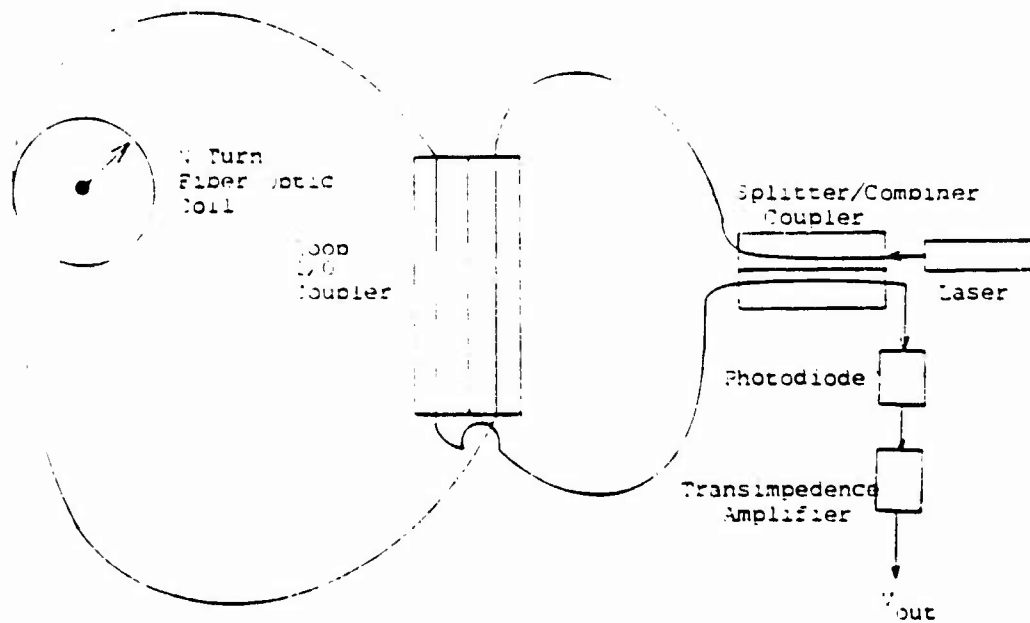 N Turn
Fiber Optic
Coil
Loop
I/O
Coupler
Splitter/Combiner
Coupler
Laser
Photodiode
Transimpedence
Amplifier
Vout